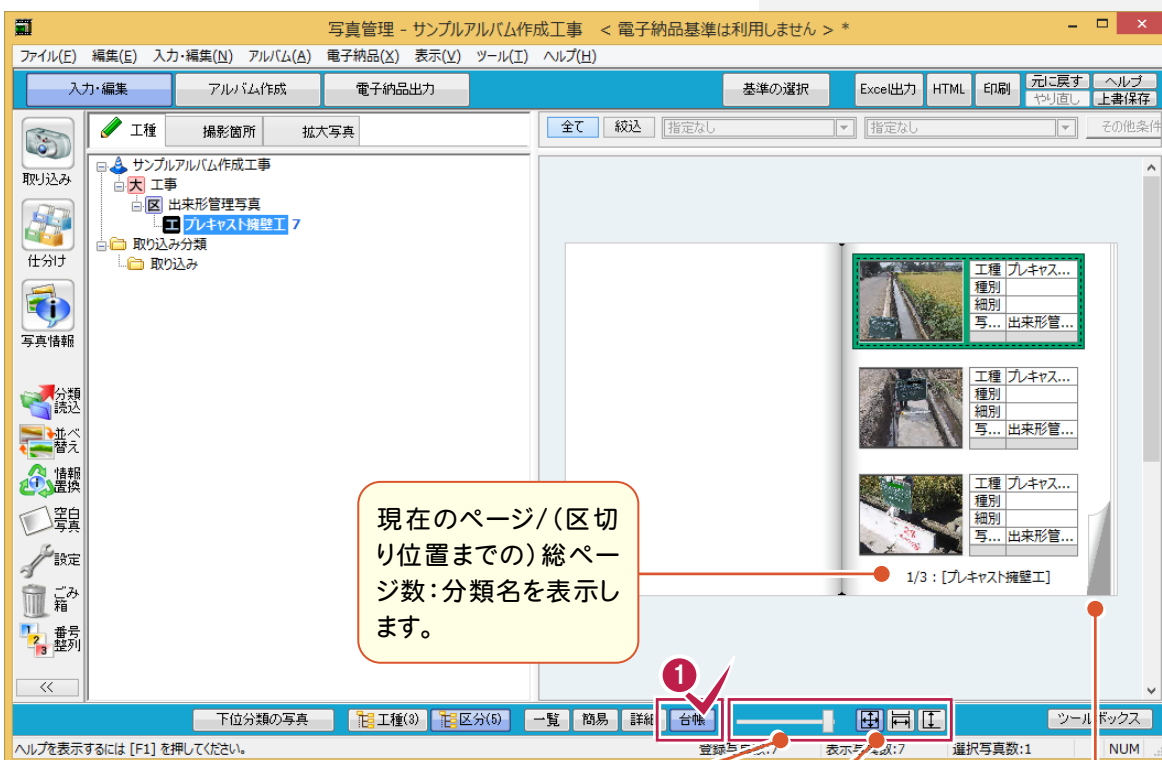 写真管理 - サンプルアルバム作成工事 < 電子納品基準は利用しません > *
ファイル(F) 編集(E) 入力・編集(N) アルバム(A) 電子納品(X) 表示(V) ツール(T) ヘルプ(H)
入力・編集 アルバム作成 電子納品出力 基準の選択 Excel出力 HTML 印刷 元に戻す やり直し ヘルプ 上書保存
工種 撮影箇所 拡大写真 全て 絞込 指定なし 指定なし その他条件
取り込み
仕分け
写真情報
分類読込
並べ替え
情報置換
空白写真
設定
ごみ箱
番号整列
<<
サンプルアルバム作成工事
大 工事
区 出来形管理写真
工 プレキャスト擁壁工 7
取り込み分類
取り込み
工種 プレキャス...
種別
細別
写... 出来形管...
工種 プレキャス...
種別
細別
写... 出来形管...
工種 プレキャス...
種別
細別
写... 出来形管...
1/3 : [プレキャスト擁壁工]
現在のページ/(区切
り位置までの)総ペー
ジ数:分類名を表示し
ます。
1
下位分類の写真 工種(3) 区分(5) 一覧 簡易 詳細 台帳 ツールボックス
ヘルプを表示するには [F1] を押してください。 登録写真数:7 表示写真数:7 選択写真数:1 NUM